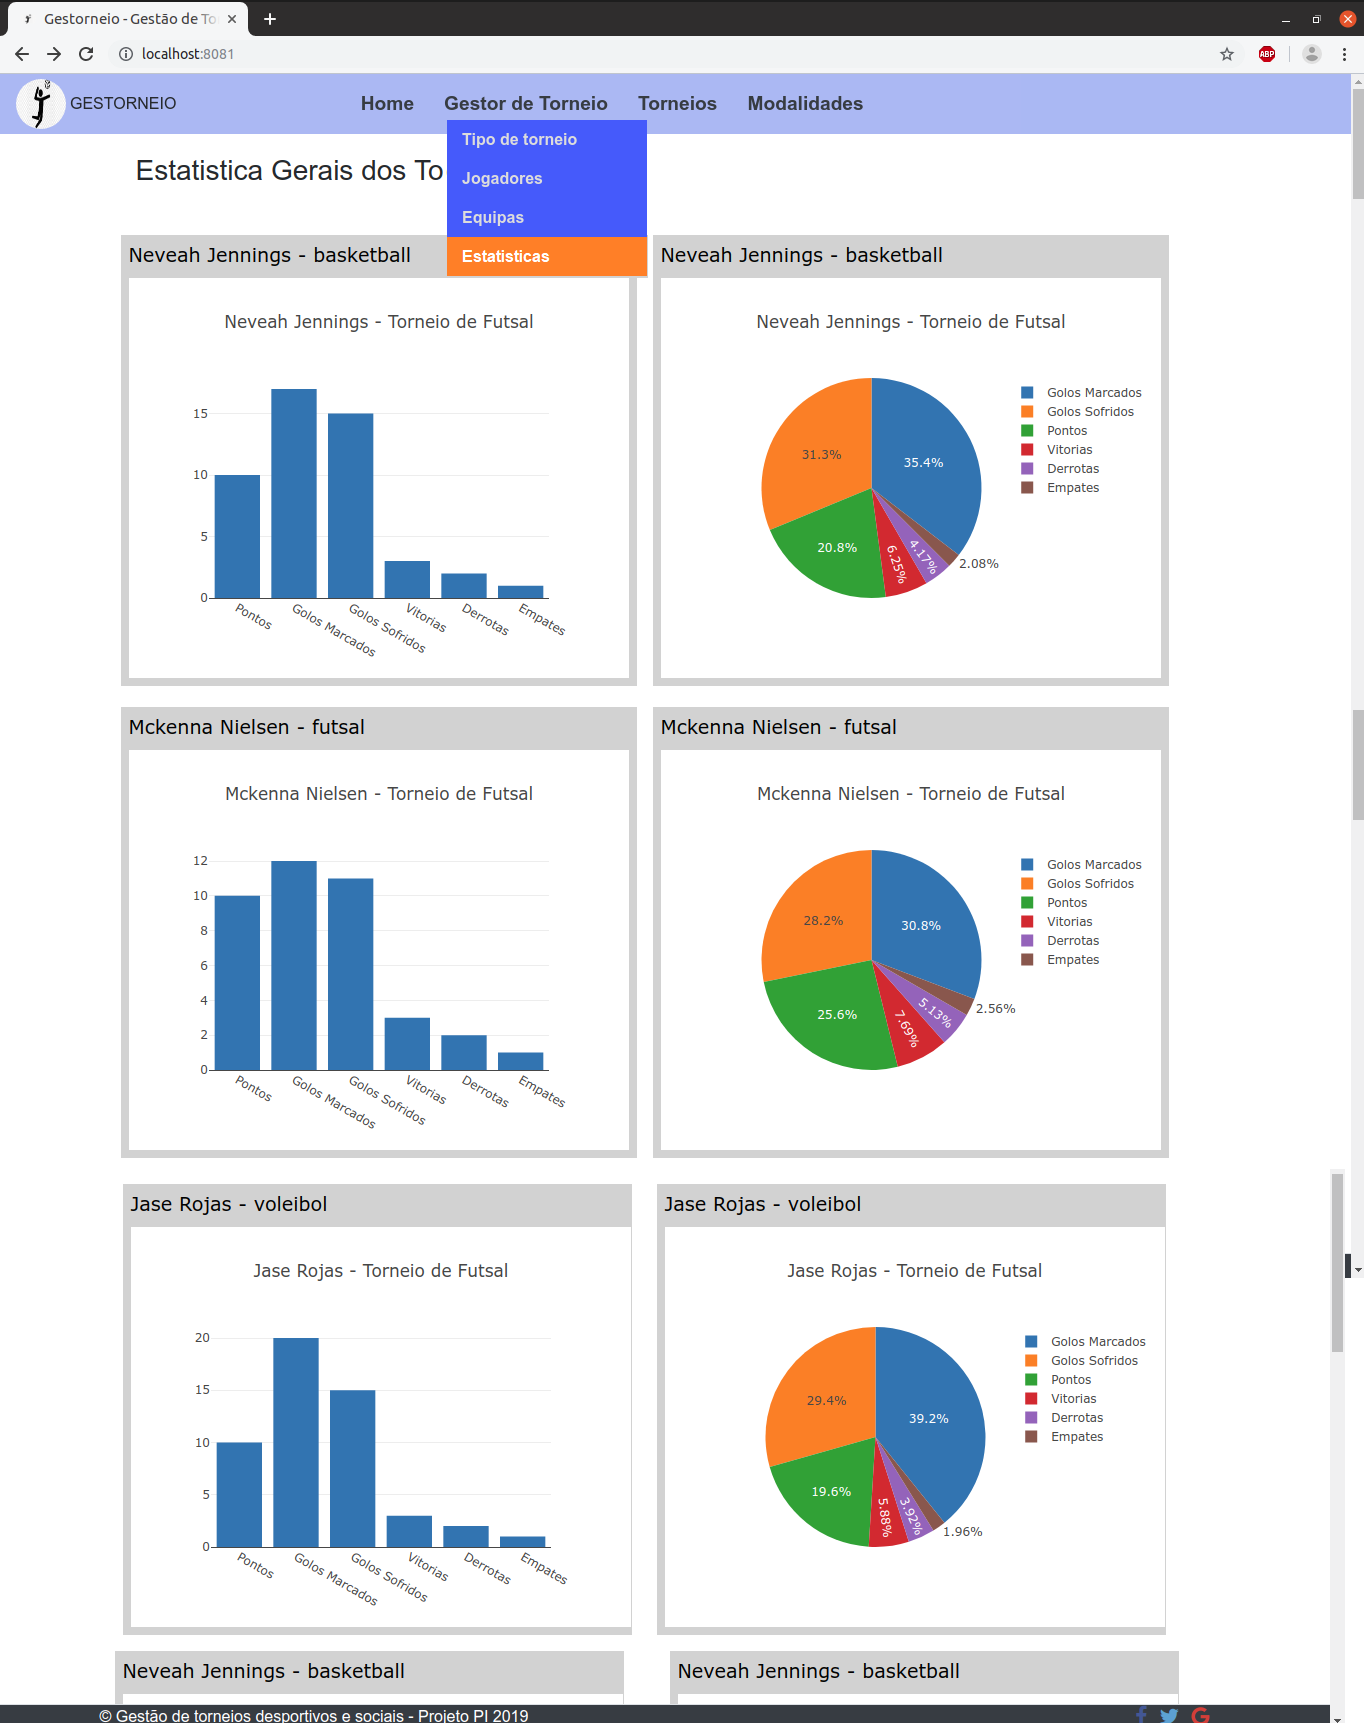 Gestorneio - Gestão de To
localhost:8081
ABP
GESTORNEIO
Home Gestor de Torneio Torneios Modalidades
Tipo de torneio
Jogadores
Equipas
Estatisticas
Estatistica Gerais dos To
Neveah Jennings - basketball
Neveah Jennings - Torneio de Futsal
15
10
5
0
Pontos
Golos Marcados
Golos Sofridos
Vitorias
Derrotas
Empates
Neveah Jennings - basketball
Neveah Jennings - Torneio de Futsal
31.3%
35.4%
20.8%
6.25%
4.17%
2.08%
Golos Marcados
Golos Sofridos
Pontos
Vitorias
Derrotas
Empates
Mckenna Nielsen - futsal
Mckenna Nielsen - Torneio de Futsal
12
10
8
6
4
2
0
Pontos
Golos Marcados
Golos Sofridos
Vitorias
Derrotas
Empates
Mckenna Nielsen - futsal
Mckenna Nielsen - Torneio de Futsal
28.2%
30.8%
25.6%
7.69%
5.13%
2.56%
Golos Marcados
Golos Sofridos
Pontos
Vitorias
Derrotas
Empates
Jase Rojas - voleibol
Jase Rojas - Torneio de Futsal
20
15
10
5
0
Pontos
Golos Marcados
Golos Sofridos
Vitorias
Derrotas
Empates
Jase Rojas - voleibol
Jase Rojas - Torneio de Futsal
29.4%
39.2%
19.6%
5.88%
3.92%
1.96%
Golos Marcados
Golos Sofridos
Pontos
Vitorias
Derrotas
Empates
Neveah Jennings - basketball
Neveah Jennings - basketball
© Gestão de torneios desportivos e sociais - Projeto PI 2019